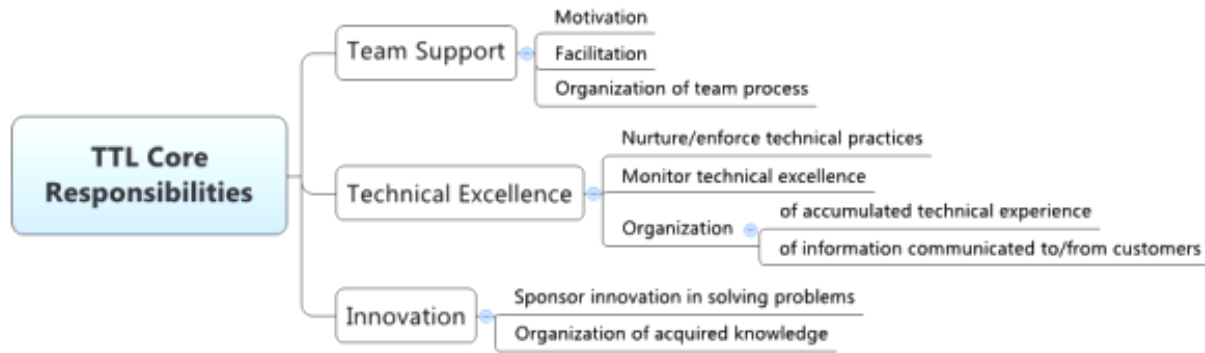 TTL Core
Responsibilities
Team Support
Motivation
Facilitation
Organization of team process
Technical Excellence
Nurture/enforce technical practices
Monitor technical excellence
Organization
of accumulated technical experience
of information communicated to/from customers
Innovation
Sponsor innovation in solving problems
Organization of acquired knowledge